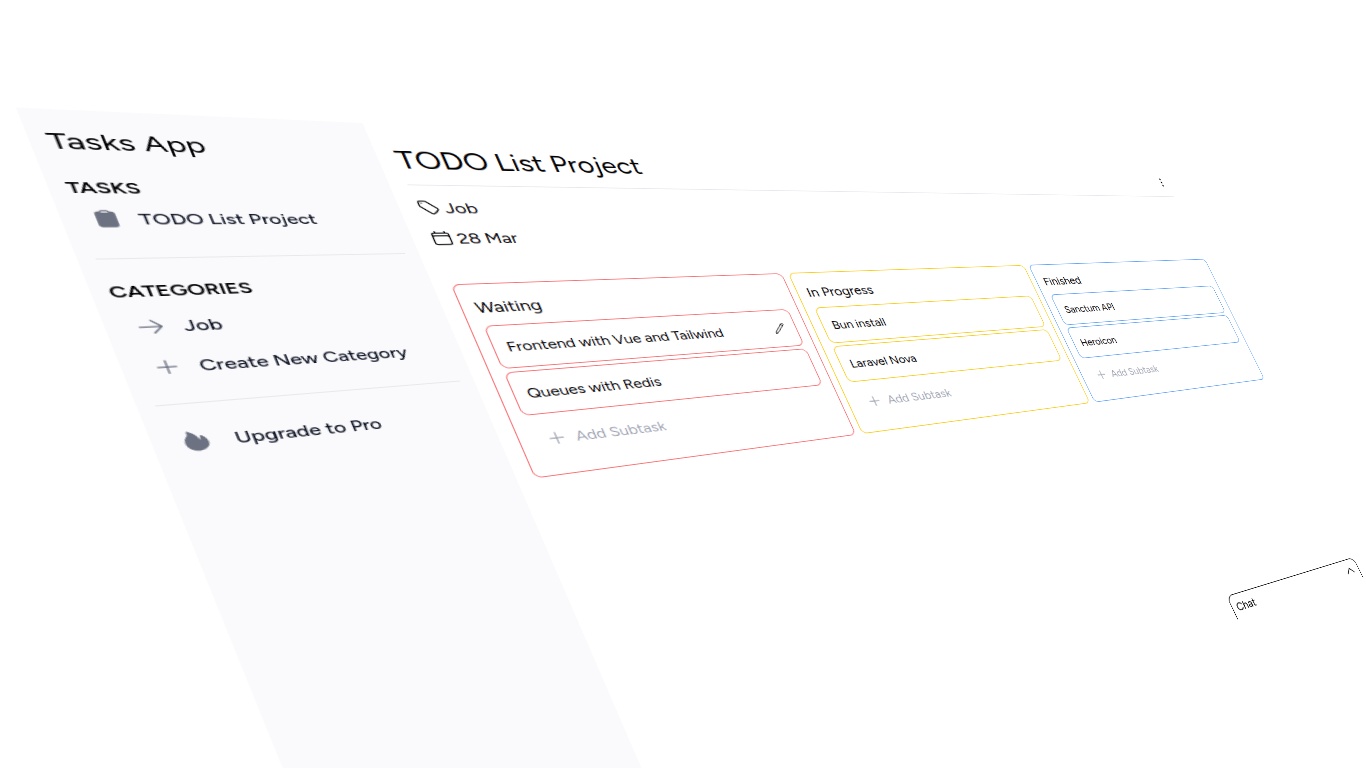 Tasks App
TASKS
TODO List Project
CATEGORIES
Job
Create New Category
Upgrade to Pro
TODO List Project
Job
28 Mar
Waiting
Frontend with Vue and Tailwind
Queues with Redis
Add Subtask
In Progress
Bun install
Laravel Nova
Add Subtask
Finished
Sanctum API
Heroicon
Add Subtask
Chat